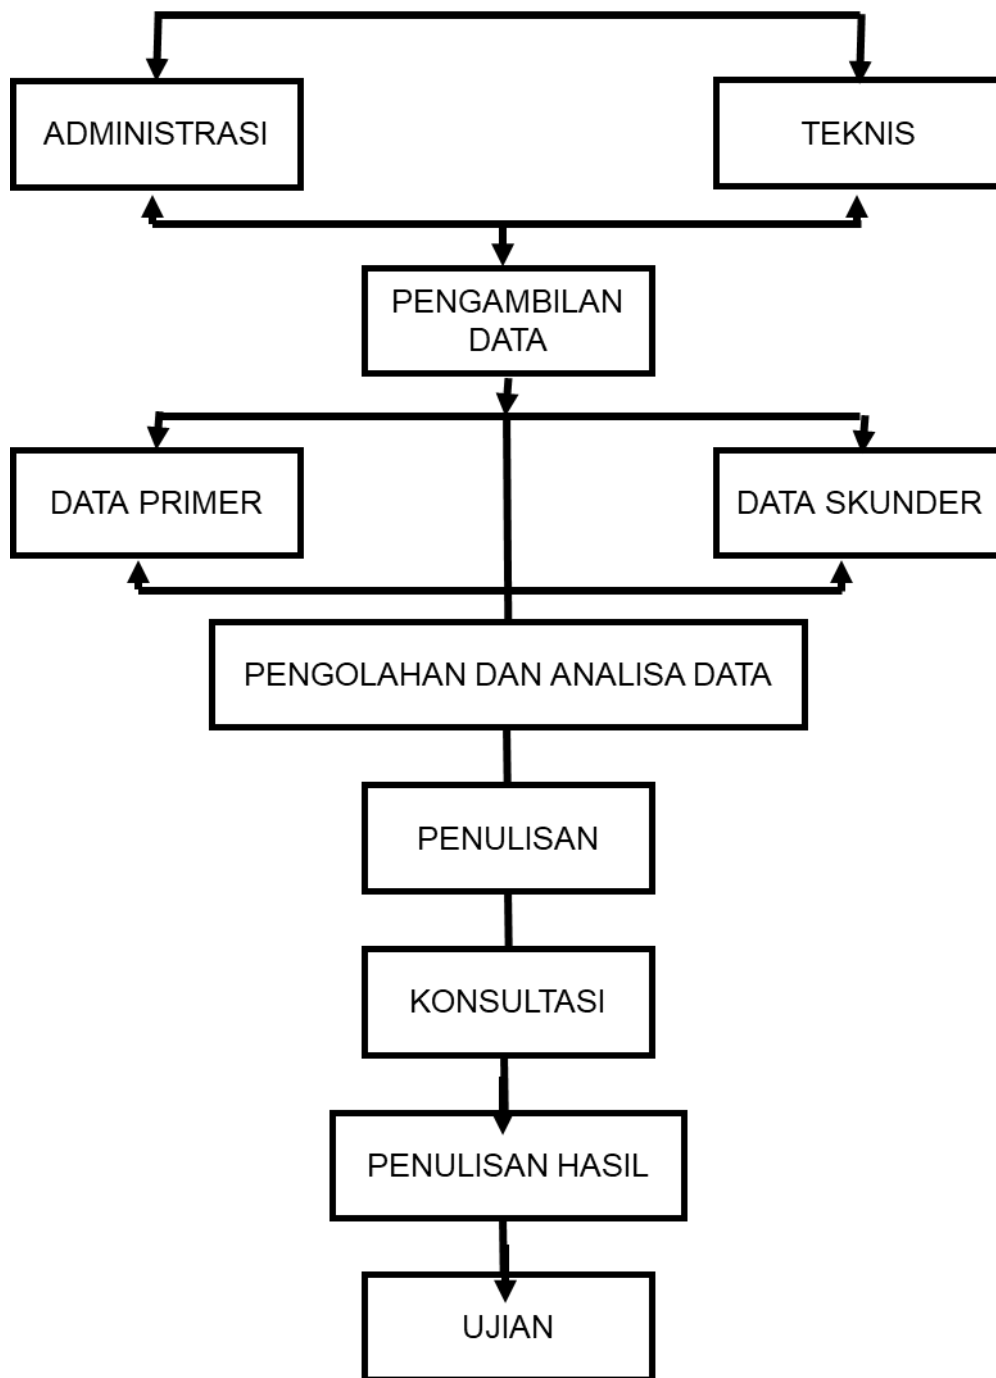 ADMINISTRASI
TEKNIS
PENGAMBILAN
DATA
DATA PRIMER
DATA SKUNDER
PENGOLAHAN DAN ANALISA DATA
PENULISAN
KONSULTASI
PENULISAN HASIL
UJIAN